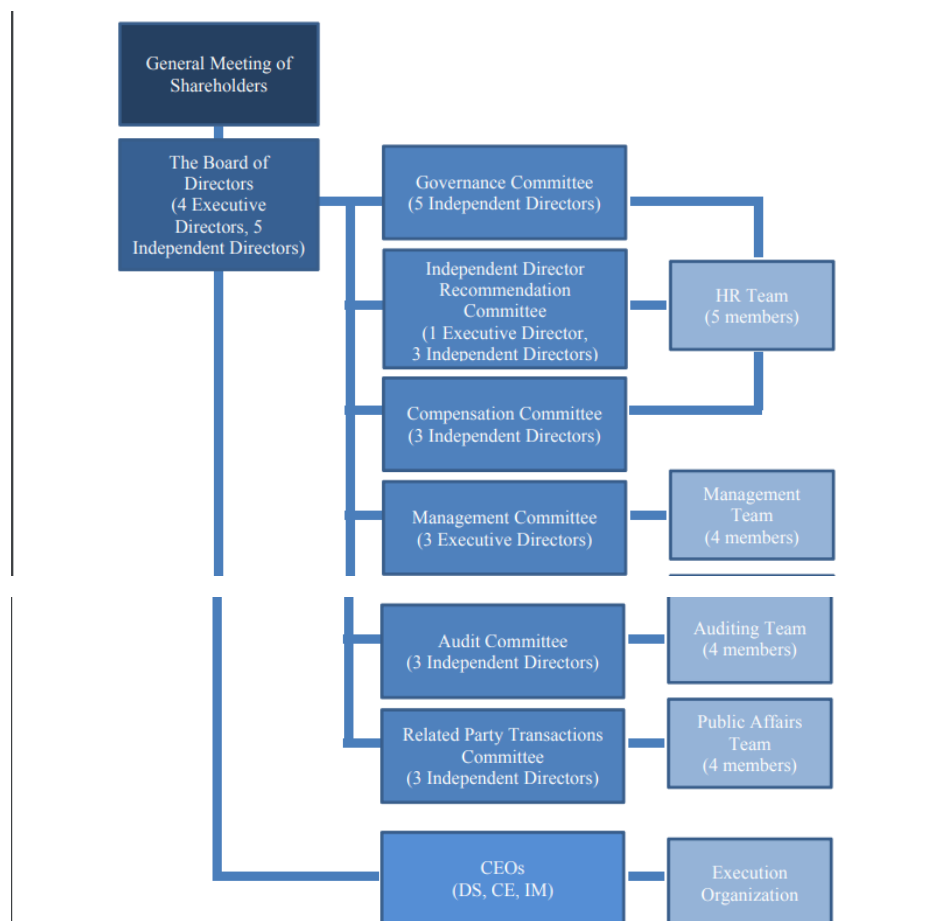 General Meeting of
Shareholders
The Board of
Directors
(4 Executive
Directors, 5
Independent Directors)
Governance Committee
(5 Independent Directors)
Independent Director
Recommendation
Committee
(1 Executive Director,
3 Independent Directors)
HR Team
(5 members)
Compensation Committee
(3 Independent Directors)
Management Committee
(3 Executive Directors)
Management
Team
(4 members)
Audit Committee
(3 Independent Directors)
Auditing Team
(4 members)
Related Party Transactions
Committee
(3 Independent Directors)
Public Affairs
Team
(4 members)
CEOs
(DS, CE, IM)
Execution
Organization